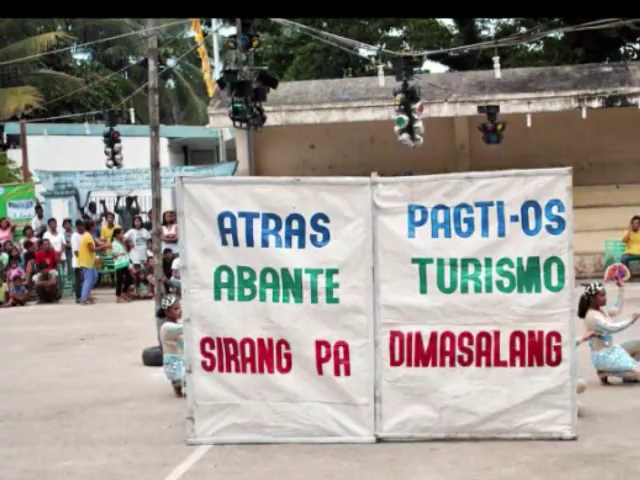 ATRAS PAGTI-OS
ABANTE TURISMO
SIRANG PA DIMASALANG